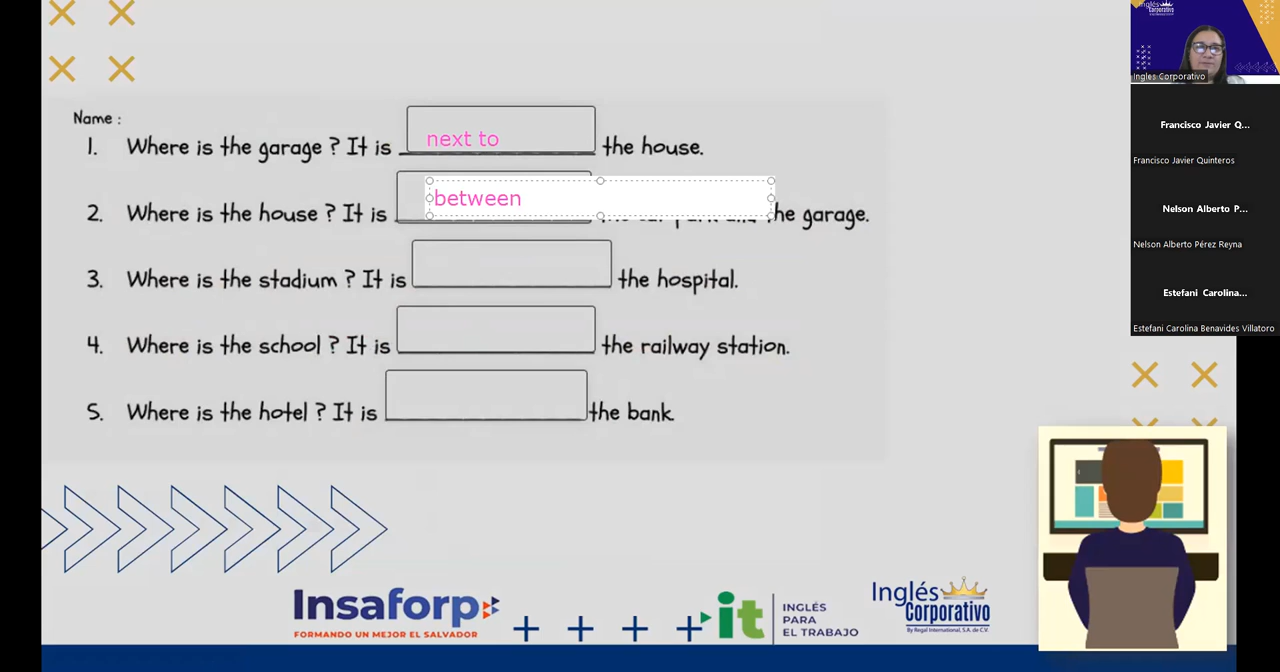 Inglés
Corporativo
Ingles Corporativo
Francisco Javier Q...
Francisco Javier Quinteros
Nelson Alberto P...
Nelson Alberto Pérez Reyna
Estefani Carolina...
Estefani Carolina Benavides Villatoro
Name :
1. Where is the garage ? It is next to the house.
2. Where is the house ? It is between the garage.
3. Where is the stadium ? It is the hospital.
4. Where is the school ? It is the railway station.
5. Where is the hotel ? It is the bank.
Insaforp
FORMANDO UN MEJOR EL SALVADOR
it
INGLÉS
PARA
EL TRABAJO
Inglés
Corporativo
By Regal International, S.A. de C.V.